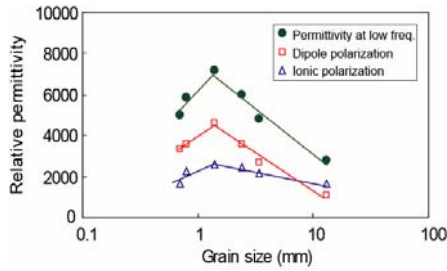 10000
8000
6000
4000
2000
0
Relative permittivity
Permittivity at low freq.
Dipole polarization
Ionic polarization
0.1 1 10 100
Grain size (mm)